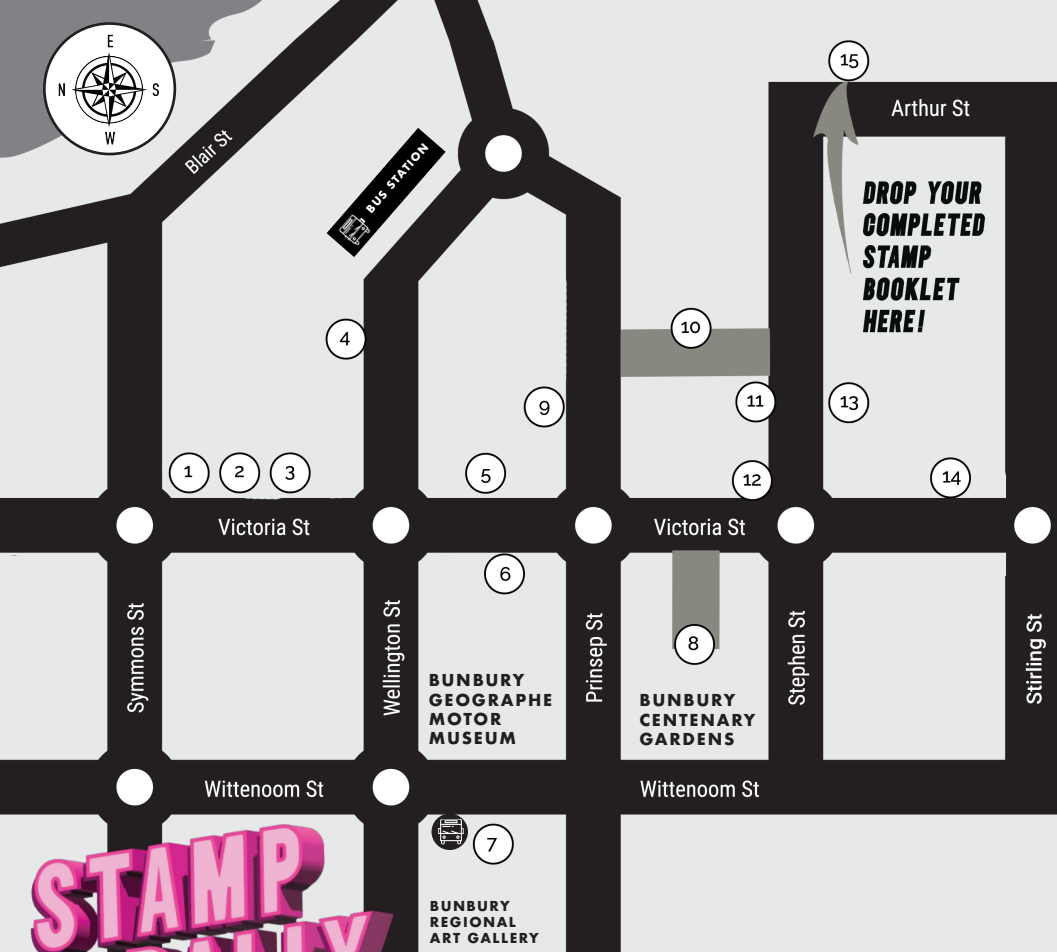 E
N
S
W
15
Arthur St
Blair St
BUS STATION
DROP YOUR
COMPLETED
STAMP
BOOKLET
HERE!
10
4
11
13
9
1
2
3
5
12
14
Victoria St
Victoria St
6
Symmons St
Wellington St
Prinsep St
8
Stephen St
Stirling St
BUNBURY
GEOGRAPHE
MOTOR
MUSEUM
BUNBURY
CENTENARY
GARDENS
Wittenoom St
Wittenoom St
7
STAMP
RALLY
BUNBURY
REGIONAL
ART GALLERY